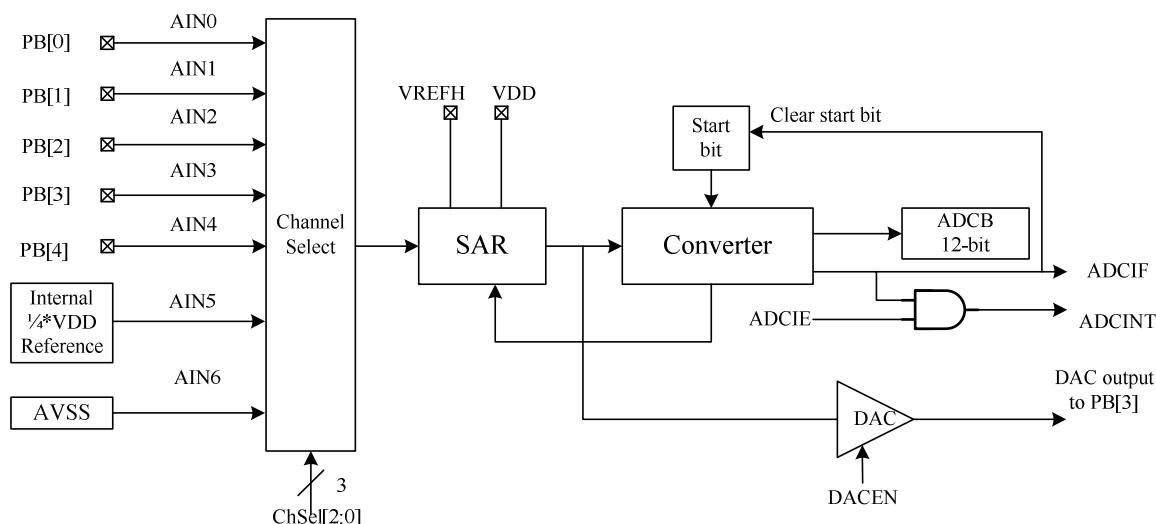 PB[0]
AIN0
PB[1]
AIN1
PB[2]
AIN2
PB[3]
AIN3
PB[4]
AIN4
Internal
¼*VDD
Reference
AIN5
AVSS
AIN6
Channel
Select
3
ChSel[2:0]
VREFH
VDD
SAR
Start
bit
Clear start bit
Converter
ADCB
12-bit
ADCIF
ADCIE
ADCINT
DAC output
to PB[3]
DAC
DACEN